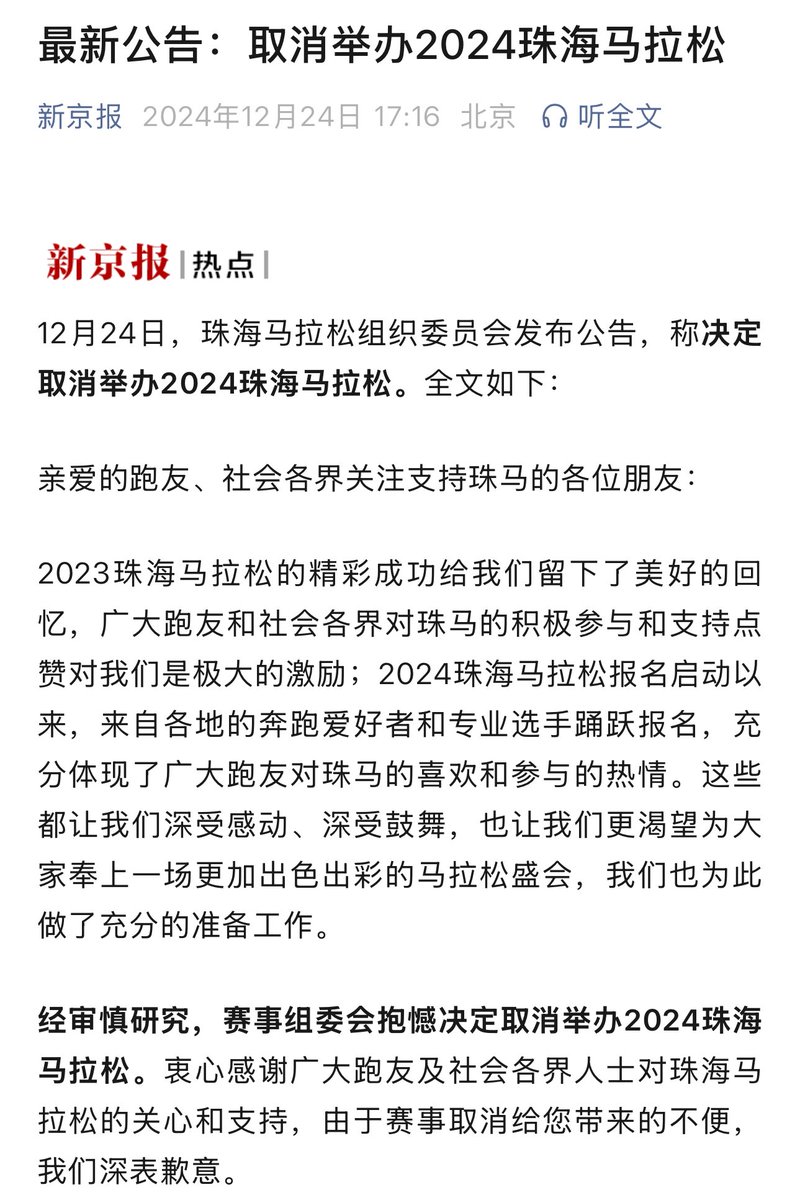 最新公告：取消举办2024珠海马拉松
新京报 2024年12月24日 17:16 北京 听全文
新京报|热点|
12月24日，珠海马拉松组织委员会发布公告，称决定
取消举办2024珠海马拉松。全文如下：
亲爱的跑友、社会各界关注支持珠马的各位朋友：
2023珠海马拉松的精彩成功给我们留下了美好的回
忆，广大跑友和社会各界对珠马的积极参与和支持点
赞对我们是极大的激励；2024珠海马拉松报名启动以
来，来自各地的奔跑爱好者和专业选手踊跃报名，充
分体现了广大跑友对珠马的喜欢和参与的热情。这些
都让我们深受感动、深受鼓舞，也让我们更渴望为大
家奉上一场更加出色出彩的马拉松盛会，我们也为此
做了充分的准备工作。
经审慎研究，赛事组委会抱憾决定取消举办2024珠海
马拉松。衷心感谢广大跑友及社会各界人士对珠海马
拉松的关心和支持，由于赛事取消给您带来的不便，
我们深表歉意。